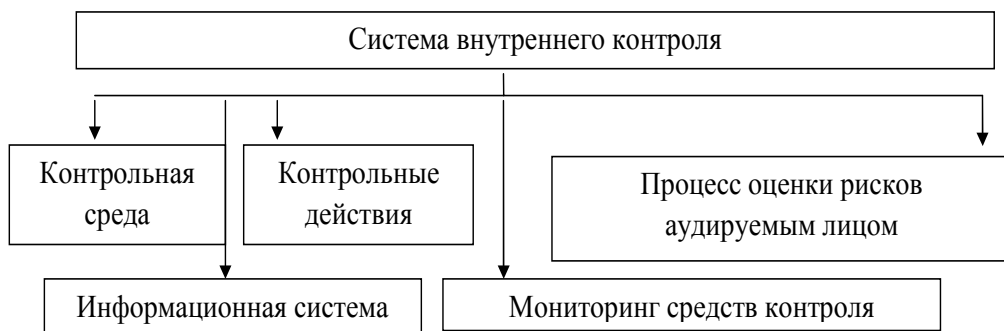 Система внутреннего контроля
Контрольная
среда
Контрольные
действия
Процесс оценки рисков
аудируемым лицом
Информационная система
Мониторинг средств контроля